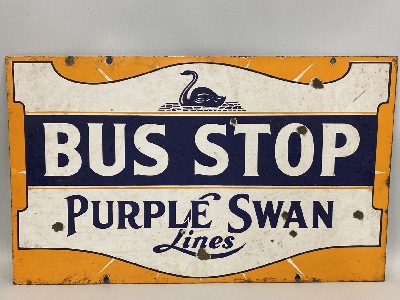 BUS STOP
PURPLE SWAN
Lines